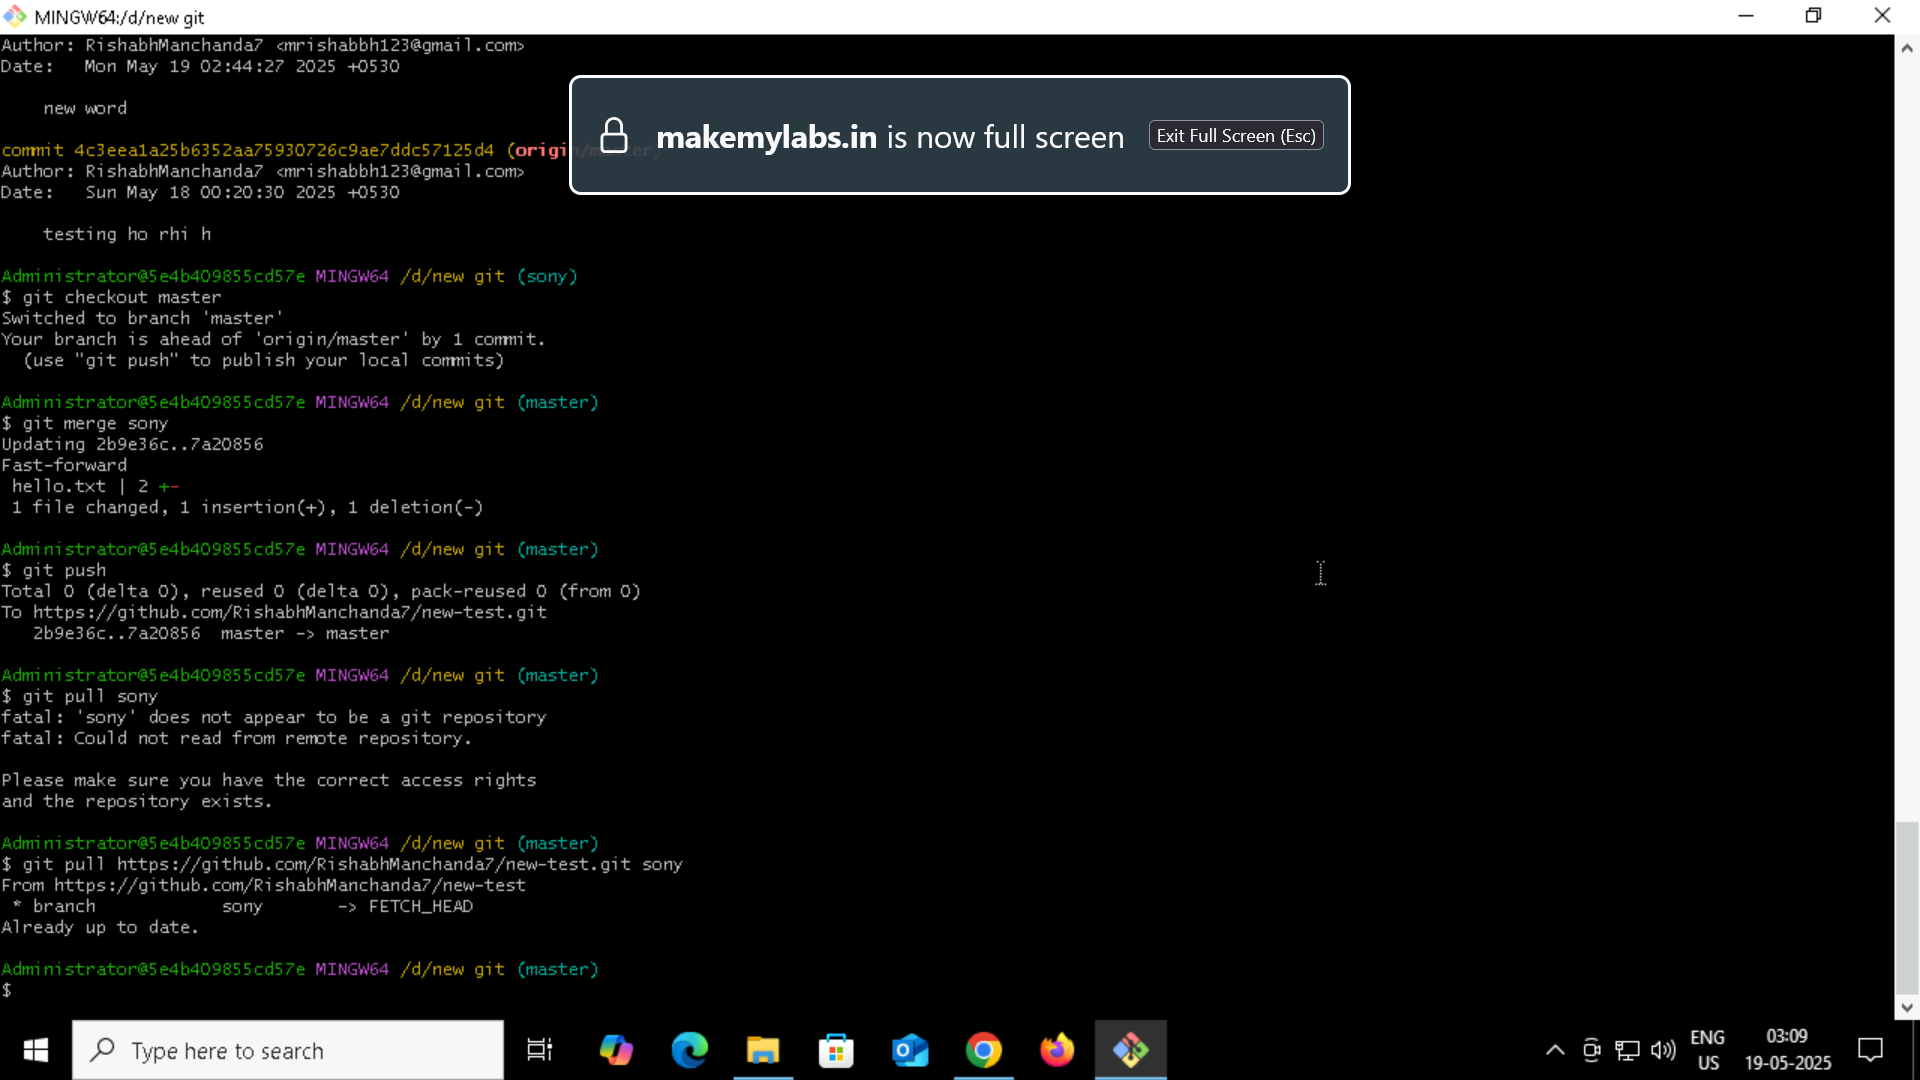 MINGW64:/d/new git
Author: RishabhManchanda7 <mrishabbh123@gmail.com>
Date:   Mon May 19 02:44:27 2025 +0530
new word
makemylabs.in is now full screen Exit Full Screen (Esc)
commit 4c3eea1a25b6352aa75930726c9ae7ddc57125d4 (origin/master)
Author: RishabhManchanda7 <mrishabbh123@gmail.com>
Date:   Sun May 18 00:20:30 2025 +0530
testing ho rhi h
Administrator@5e4b409855cd57e MINGW64 /d/new git (sony)
$ git checkout master
Switched to branch 'master'
Your branch is ahead of 'origin/master' by 1 commit.
(use "git push" to publish your local commits)
Administrator@5e4b409855cd57e MINGW64 /d/new git (master)
$ git merge sony
Updating 2b9e36c..7a20856
Fast-forward
hello.txt | 2 +-
1 file changed, 1 insertion(+), 1 deletion(-)
Administrator@5e4b409855cd57e MINGW64 /d/new git (master)
$ git push
Total 0 (delta 0), reused 0 (delta 0), pack-reused 0 (from 0)
To https://github.com/RishabhManchanda7/new-test.git
2b9e36c..7a20856  master -> master
Administrator@5e4b409855cd57e MINGW64 /d/new git (master)
$ git pull sony
fatal: 'sony' does not appear to be a git repository
fatal: Could not read from remote repository.
Please make sure you have the correct access rights
and the repository exists.
Administrator@5e4b409855cd57e MINGW64 /d/new git (master)
$ git pull https://github.com/RishabhManchanda7/new-test.git sony
From https://github.com/RishabhManchanda7/new-test
* branch            sony       -> FETCH_HEAD
Already up to date.
Administrator@5e4b409855cd57e MINGW64 /d/new git (master)
$
Type here to search
ENG
US
03:09
19-05-2025